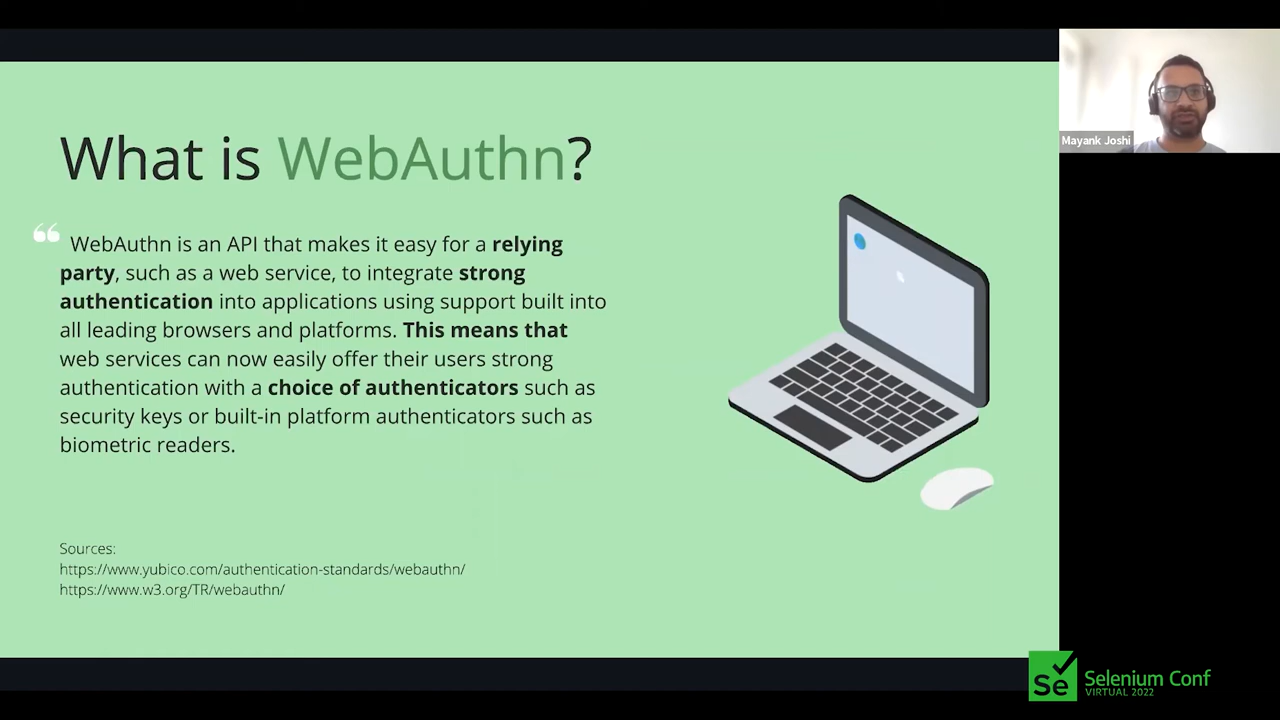 What is WebAuthn?
“ WebAuthn is an API that makes it easy for a relying
party, such as a web service, to integrate strong
authentication into applications using support built into
all leading browsers and platforms. This means that
web services can now easily offer their users strong
authentication with a choice of authenticators such as
security keys or built-in platform authenticators such as
biometric readers.
Sources:
https://www.yubico.com/authentication-standards/webauthn/
https://www.w3.org/TR/webauthn/
Mayank Joshi
Se
Selenium Conf
VIRTUAL 2022